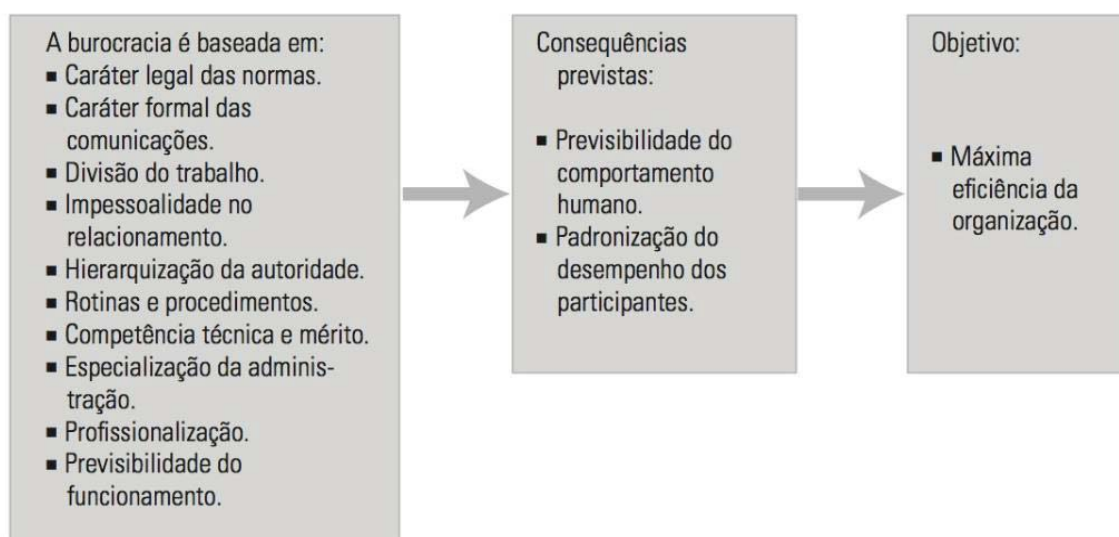 A burocracia é baseada em:
▪ Caráter legal das normas.
▪ Caráter formal das
comunicações.
▪ Divisão do trabalho.
▪ Impessoalidade no
relacionamento.
▪ Hierarquização da autoridade.
▪ Rotinas e procedimentos.
▪ Competência técnica e mérito.
▪ Especialização da adminis-
tração.
▪ Profissionalização.
▪ Previsibilidade do
funcionamento.
Consequências
previstas:
▪ Previsibilidade do
comportamento
humano.
▪ Padronização do
desempenho dos
participantes.
Objetivo:
▪ Máxima
eficiência da
organização.